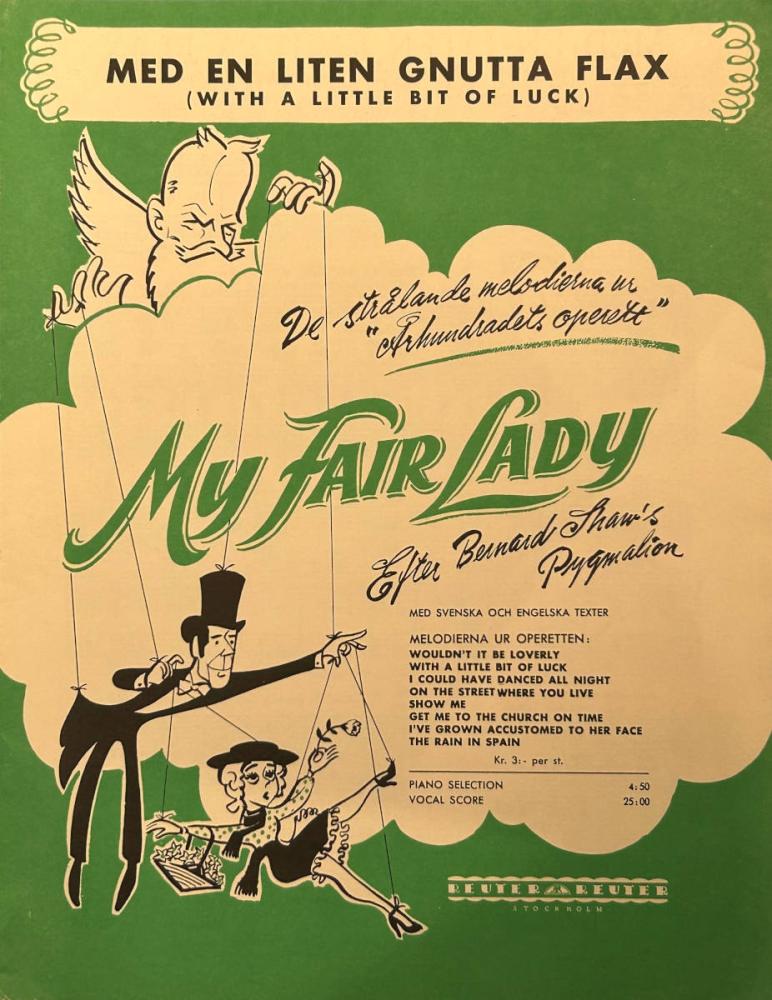 MED EN LITEN GNUTTA FLAX
(WITH A LITTLE BIT OF LUCK)
De strålande melodierna ur
"Århundradets operett"
MY FAIR LADY
Efter Bernard Shaw's
Pygmalion
MED SVENSKA OCH ENGELSKA TEXTER
MELODIERNA UR OPERETTEN:
WOULDN'T IT BE LOVERLY
WITH A LITTLE BIT OF LUCK
I COULD HAVE DANCED ALL NIGHT
ON THE STREET WHERE YOU LIVE
SHOW ME
GET ME TO THE CHURCH ON TIME
I'VE GROWN ACCUSTOMED TO HER FACE
THE RAIN IN SPAIN
Kr. 3:- per st.
PIANO SELECTION 4:50
VOCAL SCORE 25:00
REUTER REUTER
STOCKHOLM